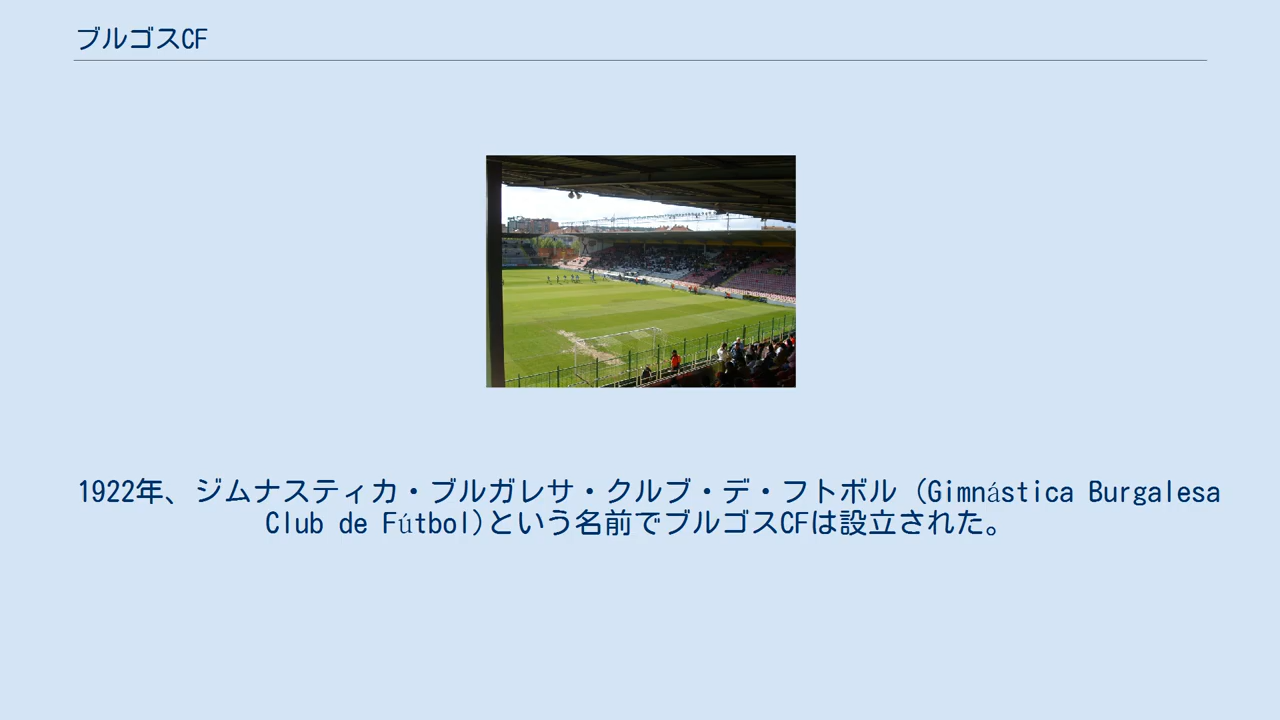 ブルゴスCF
1922年、ジムナスティカ・ブルガレサ・クルブ・デ・フトボル (Gimnástica Burgalesa
Club de Fútbol)という名前でブルゴスCFは設立された。